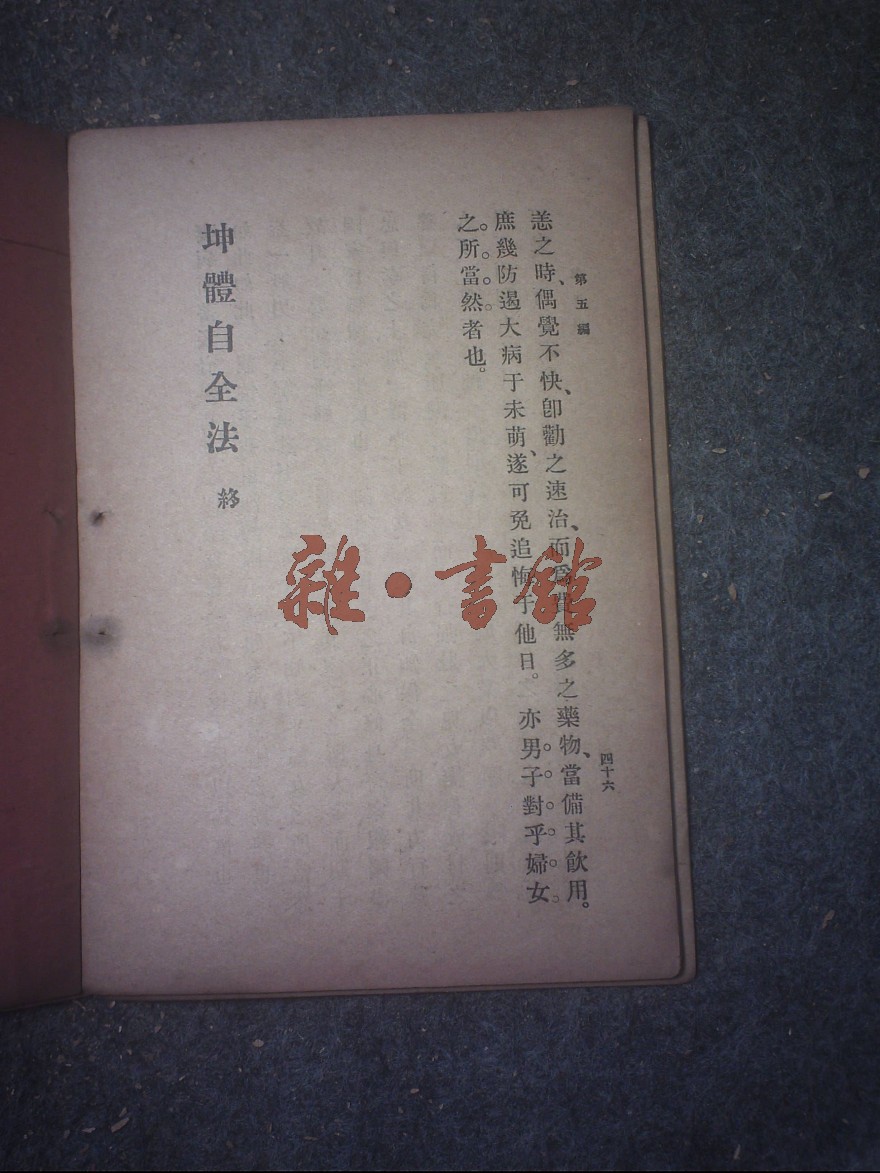 第五編
恙之時、偶覺不快、卽勸之速治、而爲費無多之藥物、當備其飮用。
庶幾防遏大病于未萌、遂可免追悔于他日。亦男子對乎婦女
之所當然者也。
坤體自全法 終
四十六
雜·書館